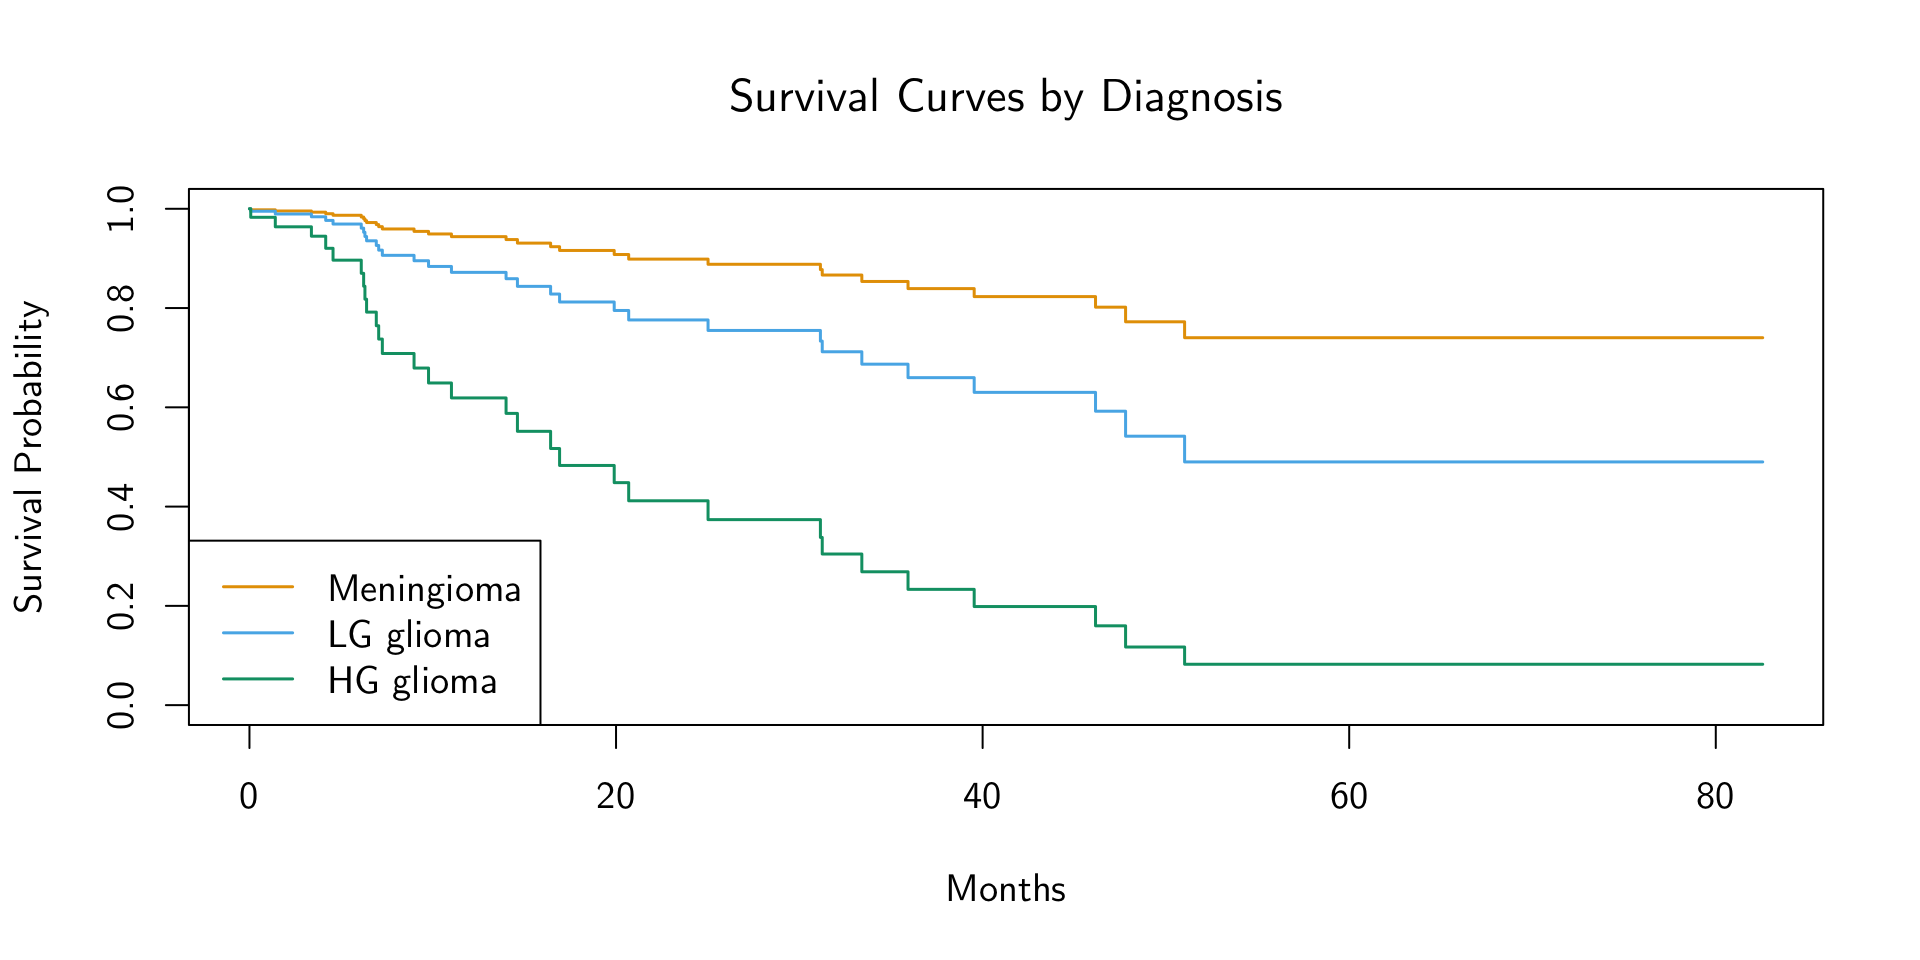 Survival Curves by Diagnosis
Survival Probability
1.0
0.8
0.6
0.4
0.2
0.0
Meningioma
LG glioma
HG glioma
0 20 40 60 80
Months